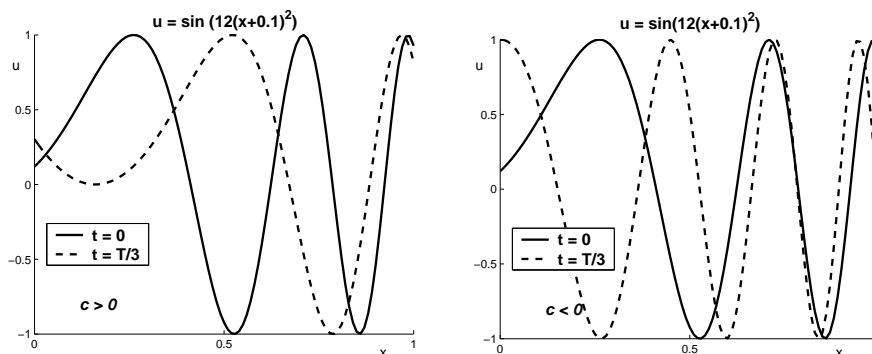 u = sin (12(x+0.1)²)
1
u
0.5
0
−0.5
−1
0
0.5
1
x
t = 0
t = T/3
c > 0
u = sin(12(x+0.1)²)
1
u
0.5
0
−0.5
−1
0
0.5
x
t = 0
t = T/3
c < 0